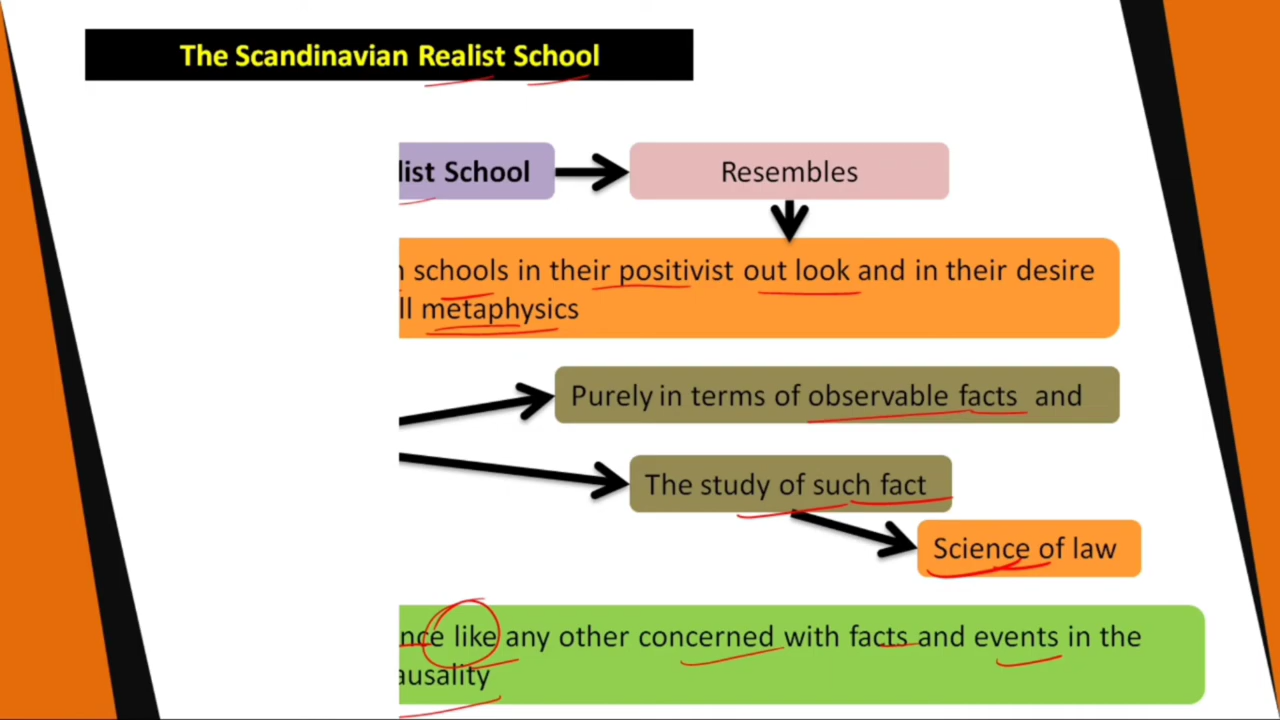 The Scandinavian Realist School
list School
Resembles
schools in their positivist out look and in their desire
ll metaphysics
Purely in terms of observable facts and
The study of such fact
Science of law
nce like any other concerned with facts and events in the
ausality